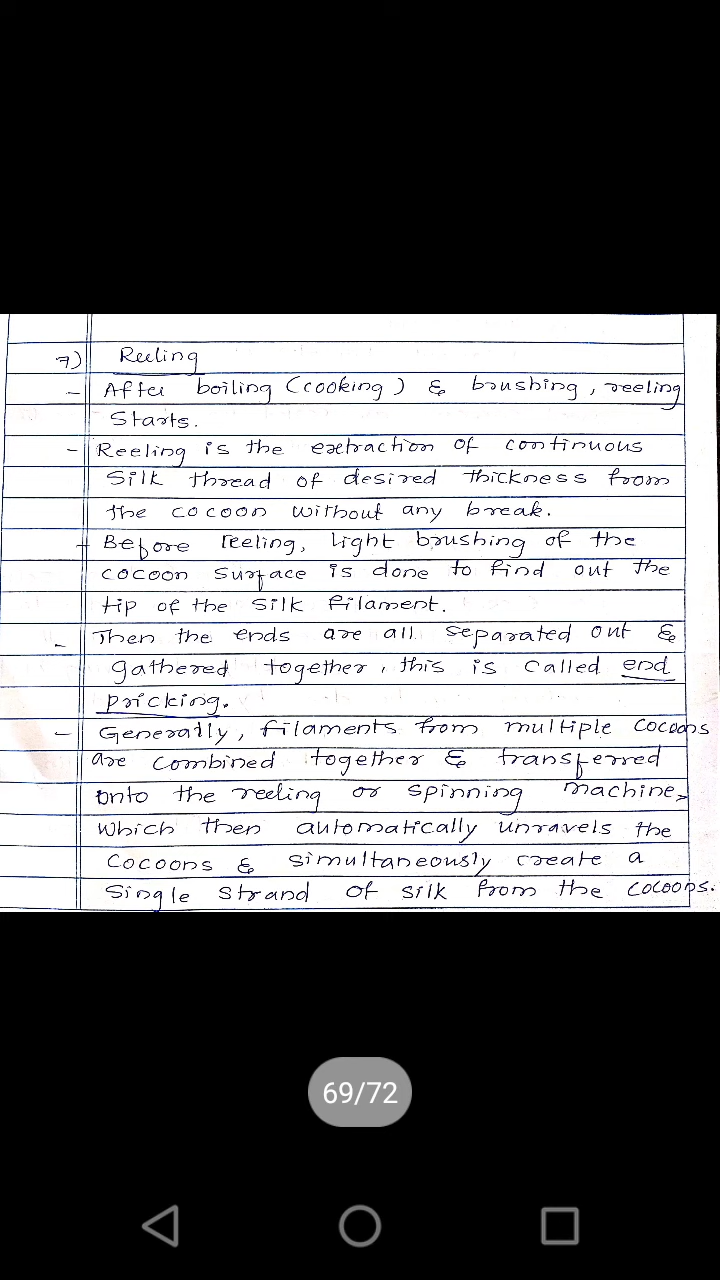 7) Reeling
- After boiling (cooking) & brushing, reeling
Starts.
- Reeling is the extraction of continuous
Silk thread of desired thickness from
the cocoon without any break.
+ Before reeling, light brushing of the
cocoon surface is done to find out the
tip of the silk filament.
- Then the ends are all separated out &
gathered together, this is called end
pricking.
- Generally, filaments from multiple cocoons
are combined together & transferred
onto the reeling or spinning machine,
which then automatically unravels the
cocoons & simultaneously create a
Single strand of silk from the cocoons.
69/72